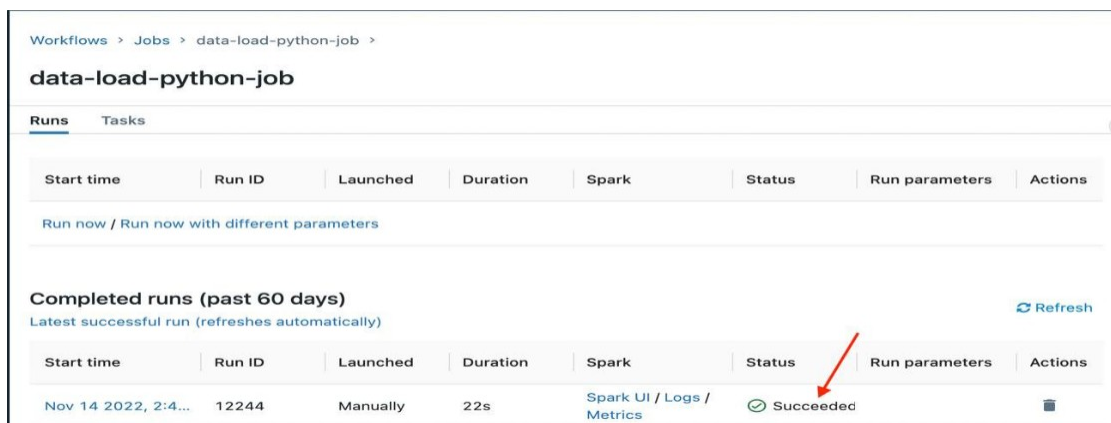 Workflows > Jobs > data-load-python-job >
data-load-python-job
Runs Tasks
Start time Run ID Launched Duration Spark Status Run parameters Actions
Run now / Run now with different parameters
Completed runs (past 60 days)
Refresh
Latest successful run (refreshes automatically)
Start time Run ID Launched Duration Spark Status Run parameters Actions
Nov 14 2022, 2:4... 12244 Manually 22s Spark UI / Logs / Succeeded
Metrics